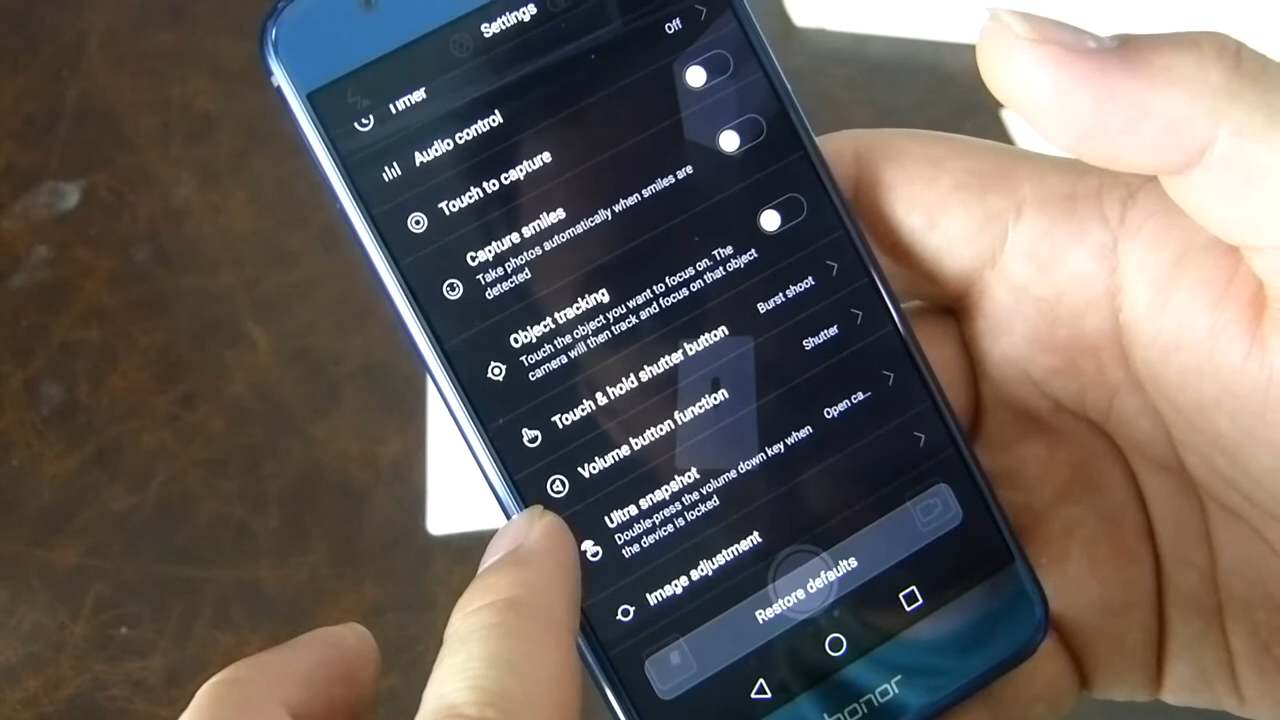 Settings
Timer
Off
Audio control
Touch to capture
Capture smiles
Take photos automatically when smiles are
detected
Object tracking
Touch the object you want to focus on. The
camera will then track and focus on that object
Touch & hold shutter button
Burst shoot
Volume button function
Shutter
Ultra snapshot
Double-press the volume down key when
the device is locked
Open ca...
Image adjustment
Restore defaults
honor